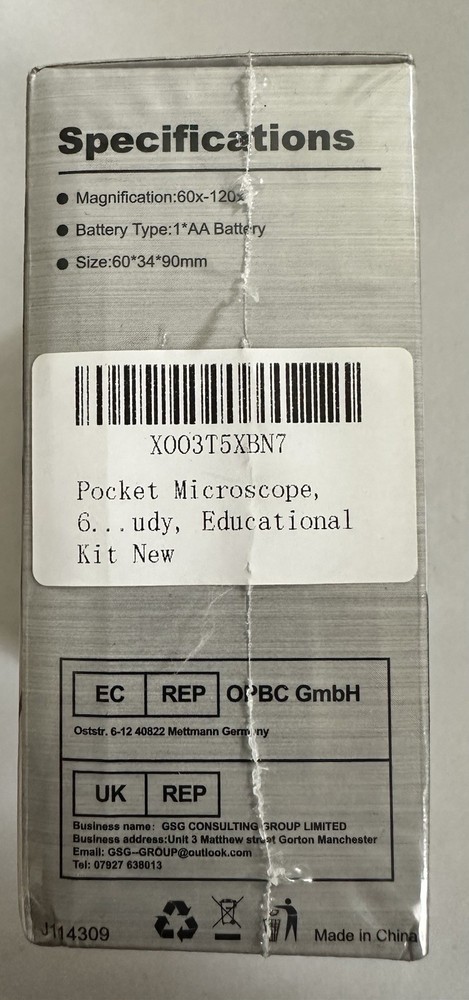 Specifications
Magnification:60x-120x
Battery Type:1*AA Battery
Size:60*34*90mm
X003T5XBN7
Pocket Microscope,
6...udy, Educational
Kit New
EC REP OPBC GmbH
Oststr. 6-12 40822 Mettmann Germany
UK REP
Business name: GSG CONSULTING GROUP LIMITED
Business address:Unit 3 Matthew street Gorton Manchester
Email: GSG--GROUP@outlook.com
Tel: 07927 638013
J114309
Made in China